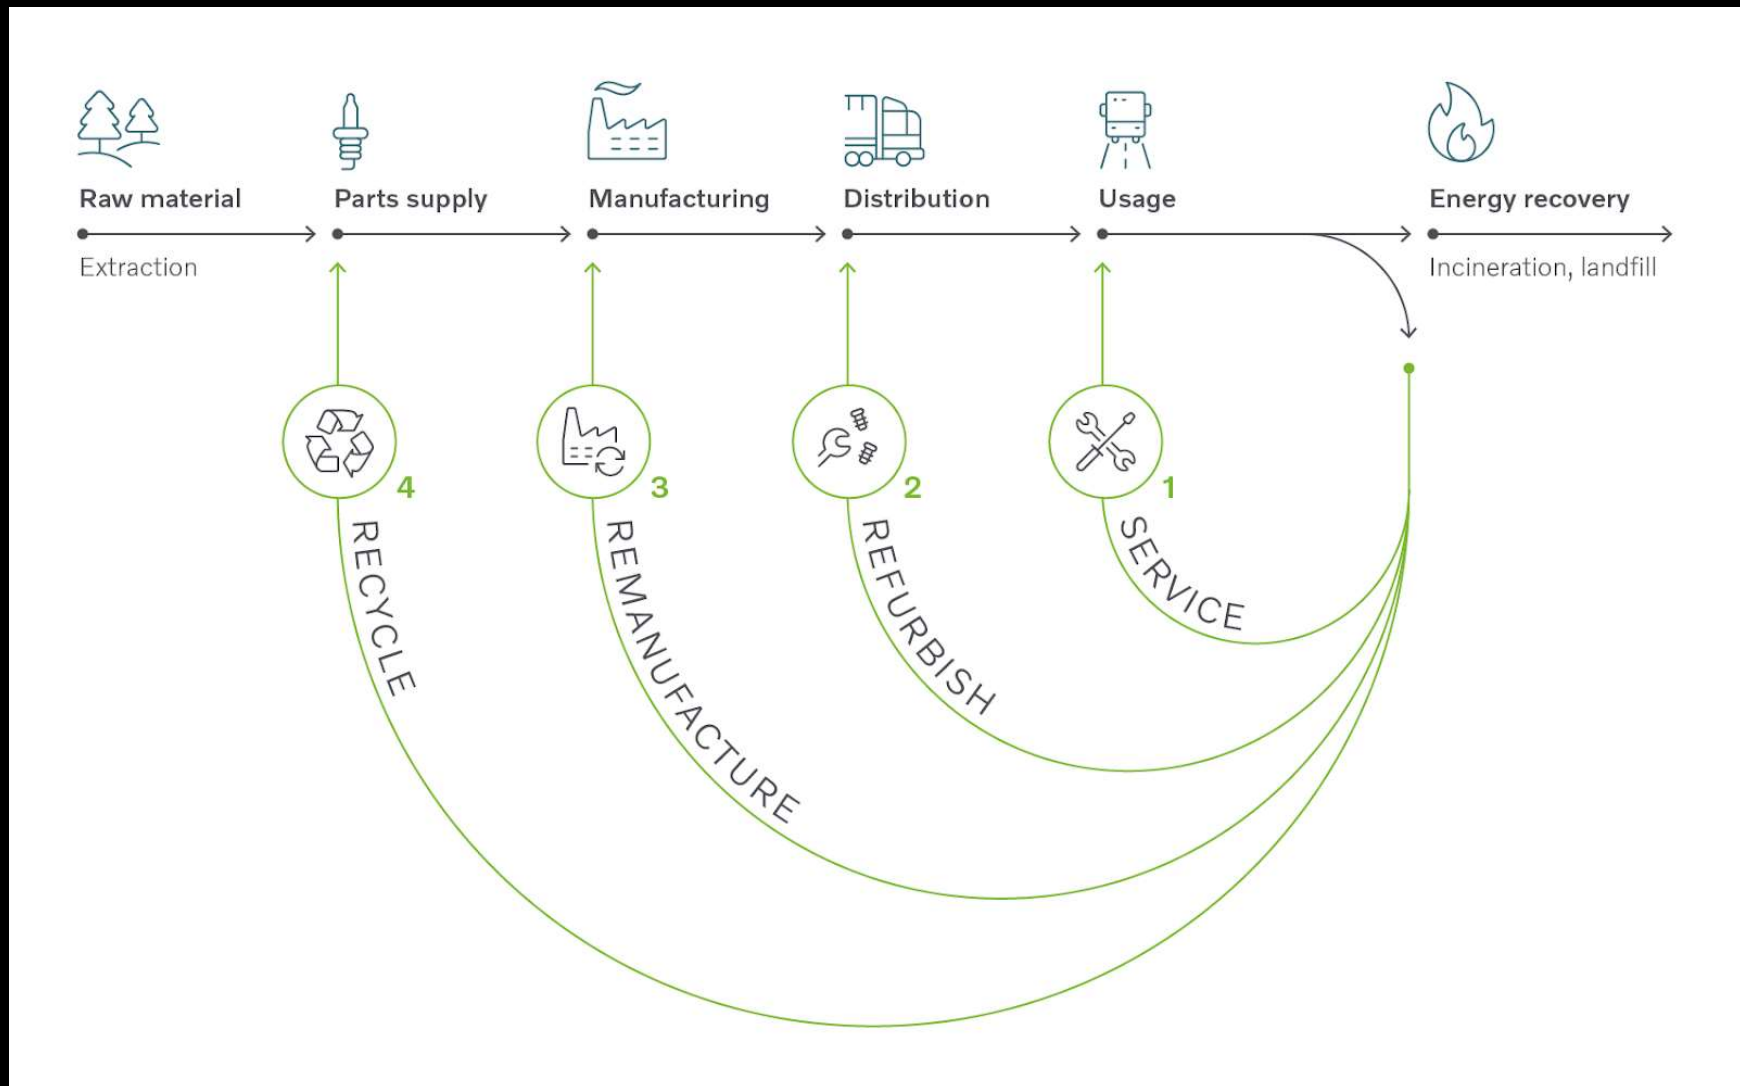 Raw material
Parts supply
Manufacturing
Distribution
Usage
Energy recovery
Extraction
Incineration, landfill
4
3
2
1
RECYCLE
REMANUFACTURE
REFURBISH
SERVICE